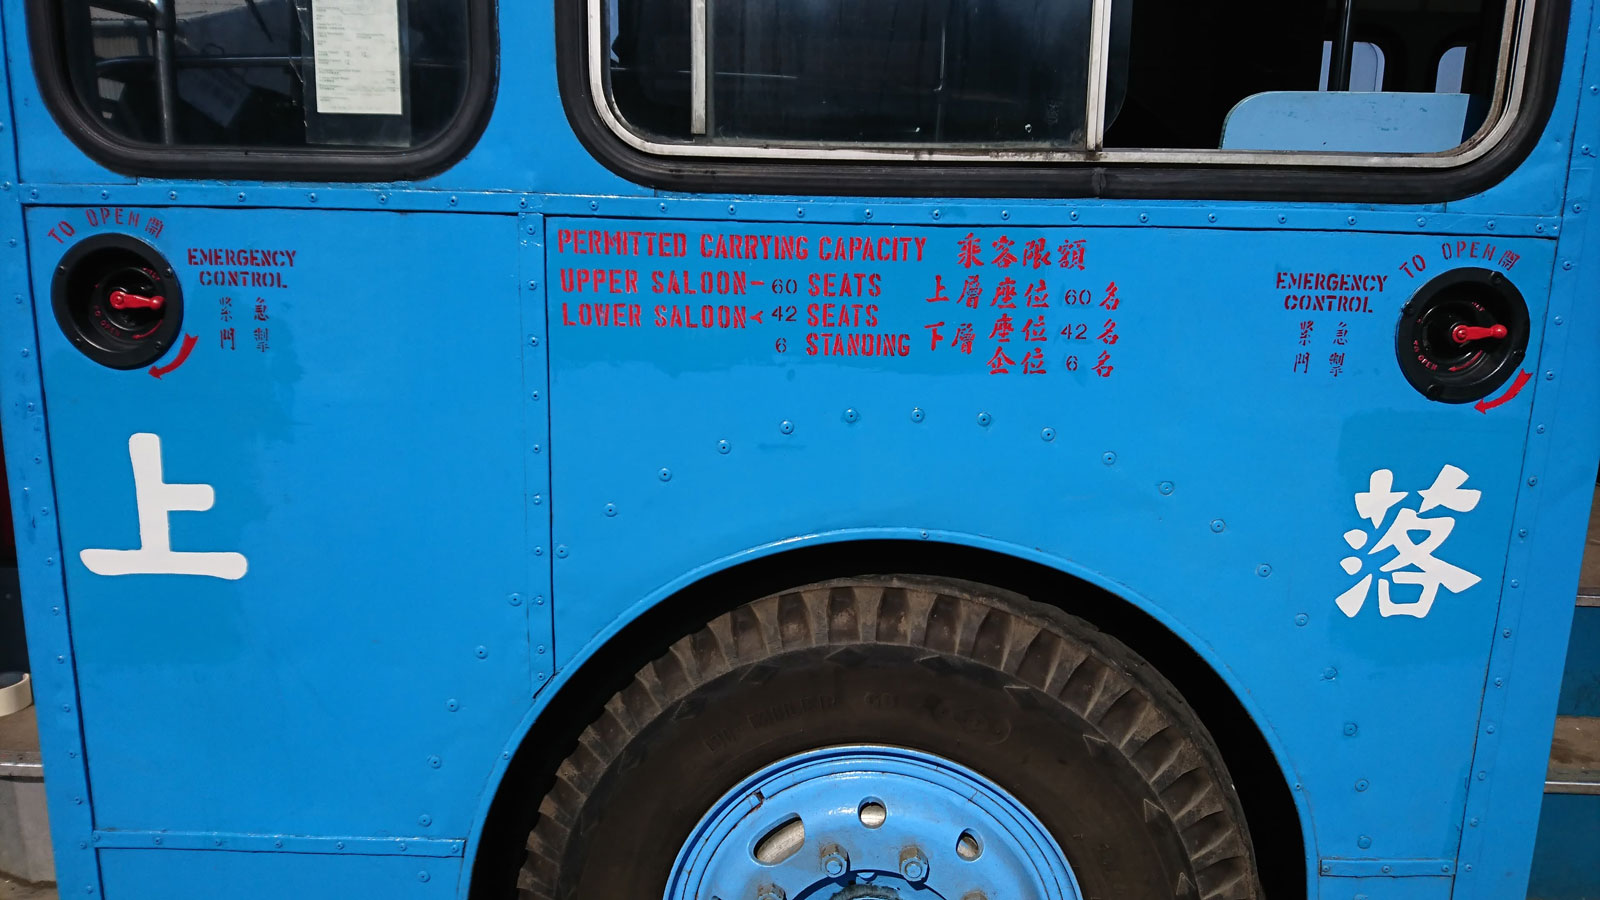 TO OPEN 開
EMERGENCY
CONTROL
緊急
門掣
上
PERMITTED CARRYING CAPACITY 乘客限額
UPPER SALOON- 60 SEATS 上層座位 60 名
LOWER SALOON 42 SEATS 下層座位 42 名
6 STANDING 企位 6 名
TO OPEN 開
EMERGENCY
CONTROL
緊急
門掣
落